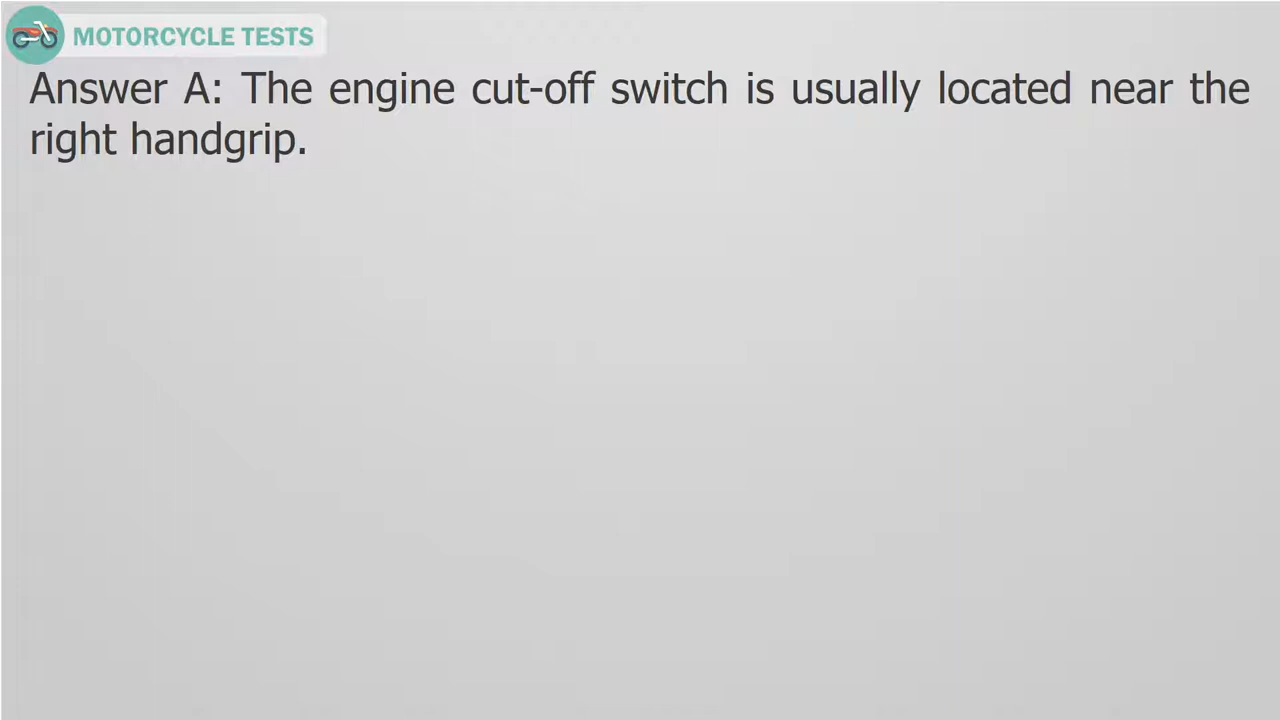 MOTORCYCLE TESTS
Answer A: The engine cut-off switch is usually located near the
right handgrip.